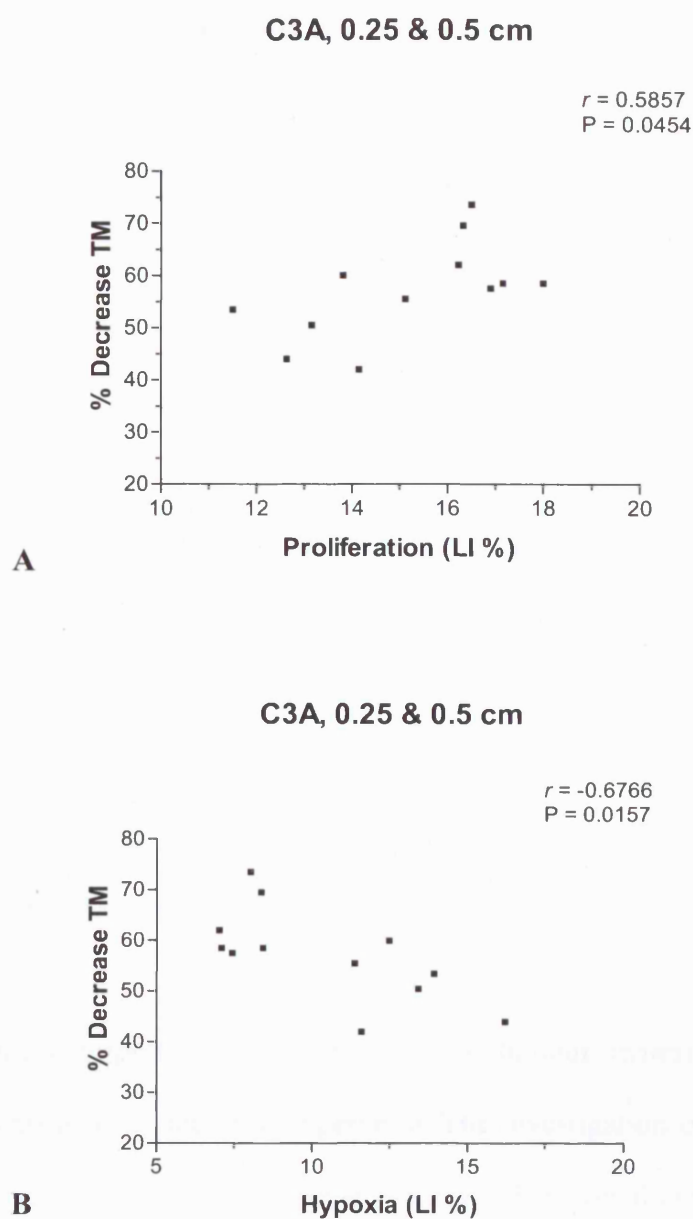 C3A, 0.25 & 0.5 cm
r = 0.5857
P = 0.0454
80
70
60
50
40
30
20
% Decrease TM
10 12 14 16 18 20
Proliferation (LI %)
A
C3A, 0.25 & 0.5 cm
r = -0.6766
P = 0.0157
80
70
60
50
40
30
20
% Decrease TM
5 10 15 20
Hypoxia (LI %)
B